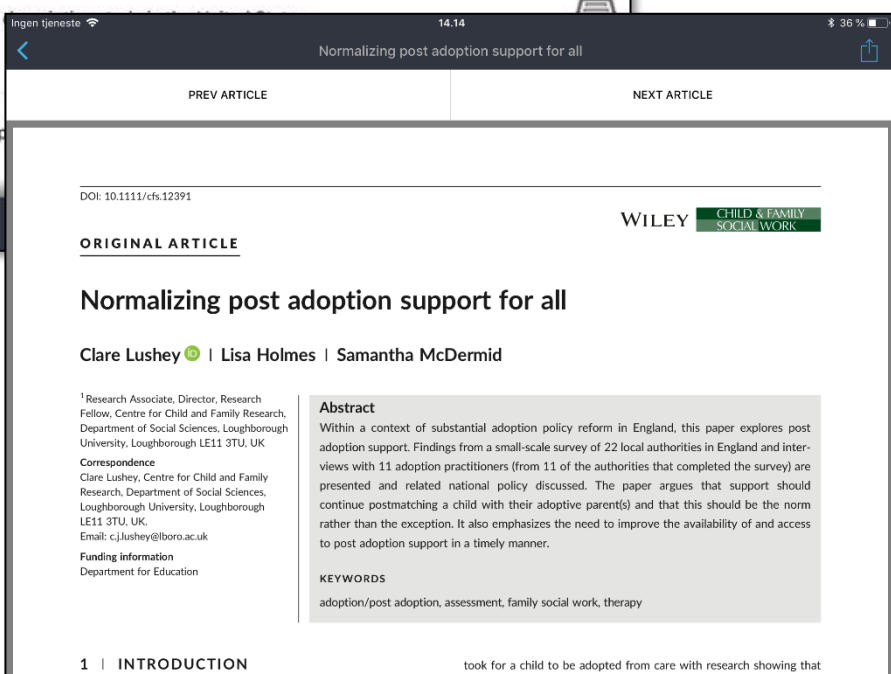 Ingen tjeneste
14.14
36 %
Normalizing post adoption support for all
PREV ARTICLE
NEXT ARTICLE
DOI: 10.1111/cfs.12391
WILEY
CHILD & FAMILY
SOCIAL WORK
ORIGINAL ARTICLE
Normalizing post adoption support for all
Clare Lushey iD | Lisa Holmes | Samantha McDermid
1 Research Associate, Director, Research
Fellow, Centre for Child and Family Research,
Department of Social Sciences, Loughborough
University, Loughborough LE11 3TU, UK
Correspondence
Clare Lushey, Centre for Child and Family
Research, Department of Social Sciences,
Loughborough University, Loughborough
LE11 3TU, UK.
Email: c.j.lushey@lboro.ac.uk
Funding information
Department for Education
Abstract
Within a context of substantial adoption policy reform in England, this paper explores post
adoption support. Findings from a small-scale survey of 22 local authorities in England and inter-
views with 11 adoption practitioners (from 11 of the authorities that completed the survey) are
presented and related national policy discussed. The paper argues that support should
continue postmatching a child with their adoptive parent(s) and that this should be the norm
rather than the exception. It also emphasizes the need to improve the availability of and access
to post adoption support in a timely manner.
KEYWORDS
adoption/post adoption, assessment, family social work, therapy
1 | INTRODUCTION
took for a child to be adopted from care with research showing that